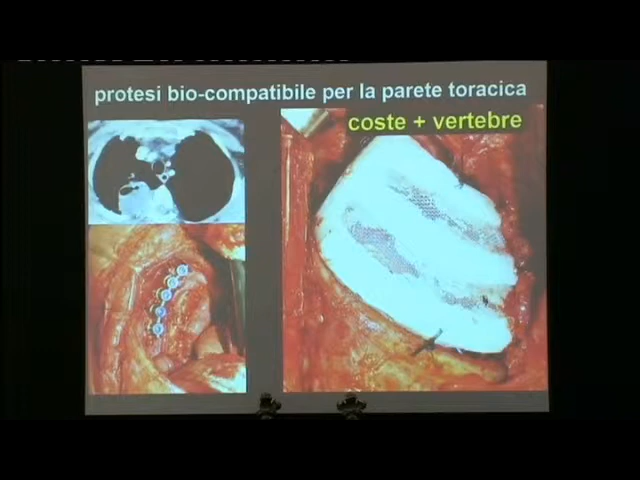 protesi bio-compatibile per la parete toracica
coste + vertebre